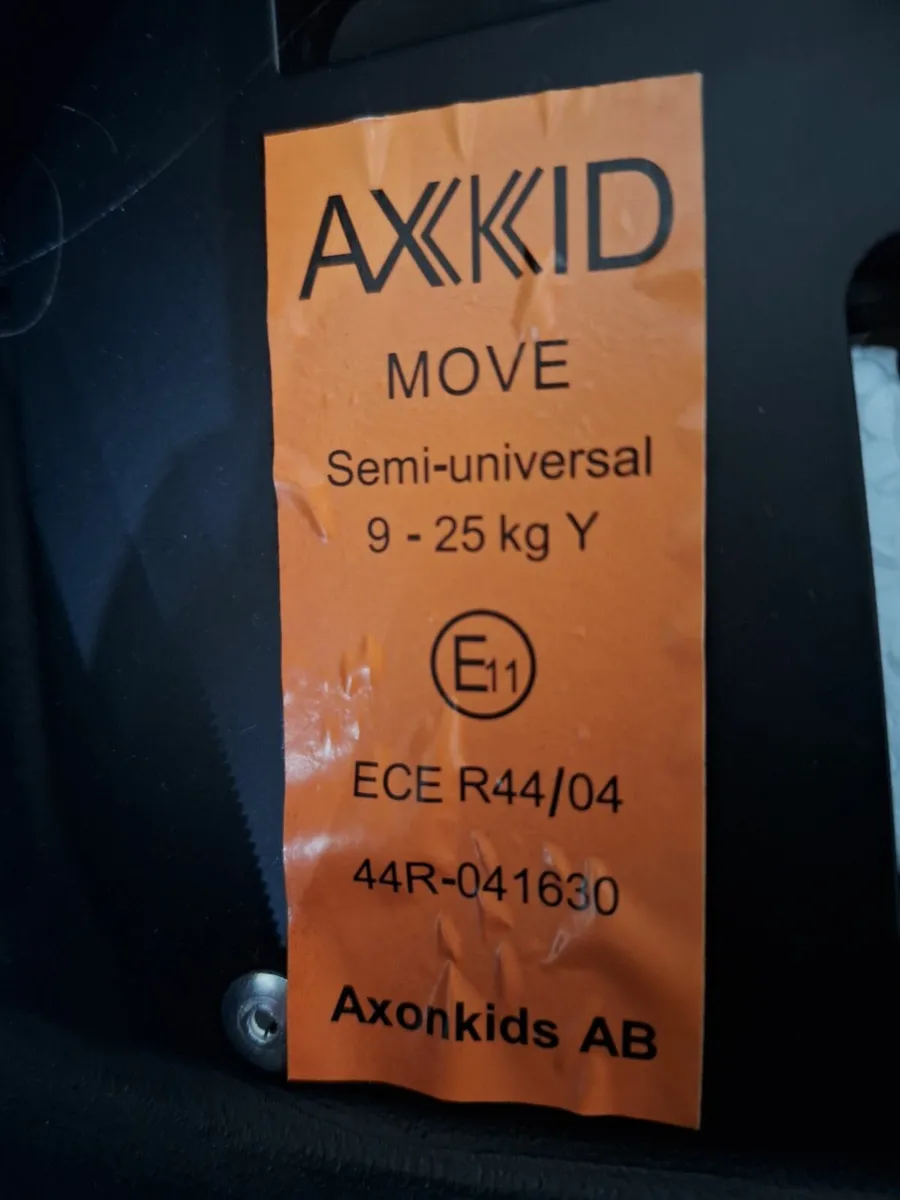 AXKID
MOVE
Semi-universal
9 - 25 kg Y
E11
ECE R44/04
44R-041630
Axonkids AB